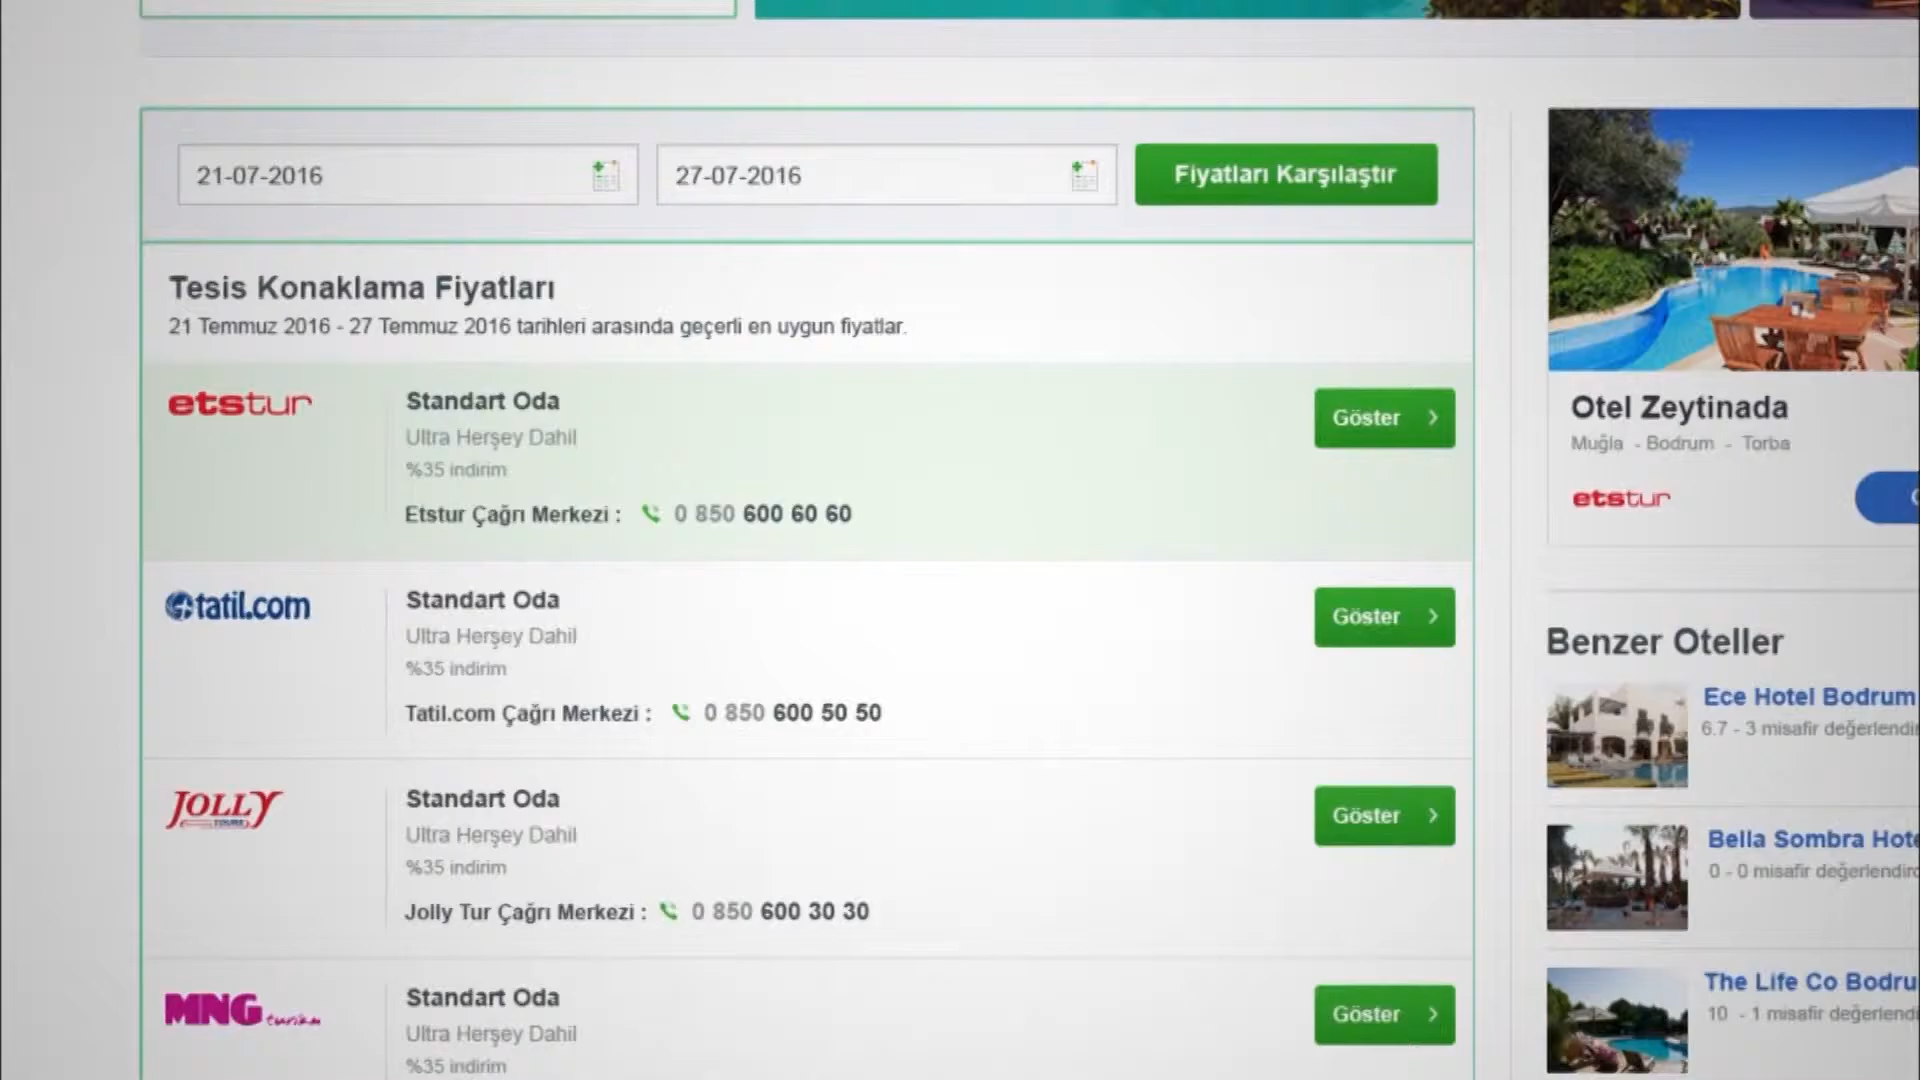 21-07-2016
27-07-2016
Fiyatları Karşılaştır
Tesis Konaklama Fiyatları
21 Temmuz 2016 - 27 Temmuz 2016 tarihleri arasında geçerli en uygun fiyatlar.
etstur
Standart Oda
Göster
Ultra Herşey Dahil
%35 indirim
Etstur Çağrı Merkezi : 0 850 600 60 60
tatil.com
Standart Oda
Göster
Ultra Herşey Dahil
%35 indirim
Tatil.com Çağrı Merkezi : 0 850 600 50 50
JOLLY
TOURS
Standart Oda
Göster
Ultra Herşey Dahil
%35 indirim
Jolly Tur Çağrı Merkezi : 0 850 600 30 30
MNG turizm
Standart Oda
Göster
Ultra Herşey Dahil
%35 indirim
Otel Zeytinada
Muğla - Bodrum - Torba
etstur
Benzer Oteller
Ece Hotel Bodrum
6.7 - 3 misafir
Bella Sombra
0 - 0 misafir
The Life Co
10 - 1 misafir